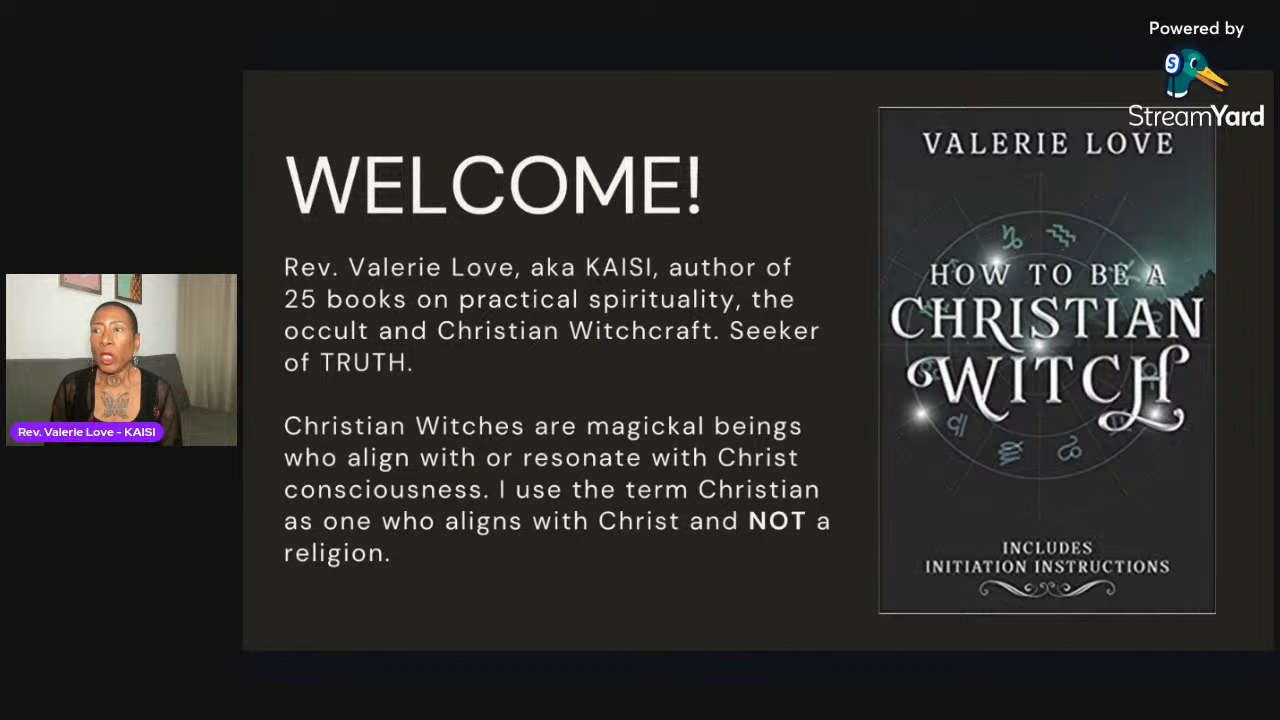 Powered by
StreamYard
WELCOME!
Rev. Valerie Love, aka KAISI, author of
25 books on practical spirituality, the
occult and Christian Witchcraft. Seeker
of TRUTH.
Christian Witches are magickal beings
who align with or resonate with Christ
consciousness. I use the term Christian
as one who aligns with Christ and NOT a
religion.
VALERIE LOVE
HOW TO BE A
CHRISTIAN
WITCH
INCLUDES
INITIATION INSTRUCTIONS
Rev. Valerie Love - KAISI